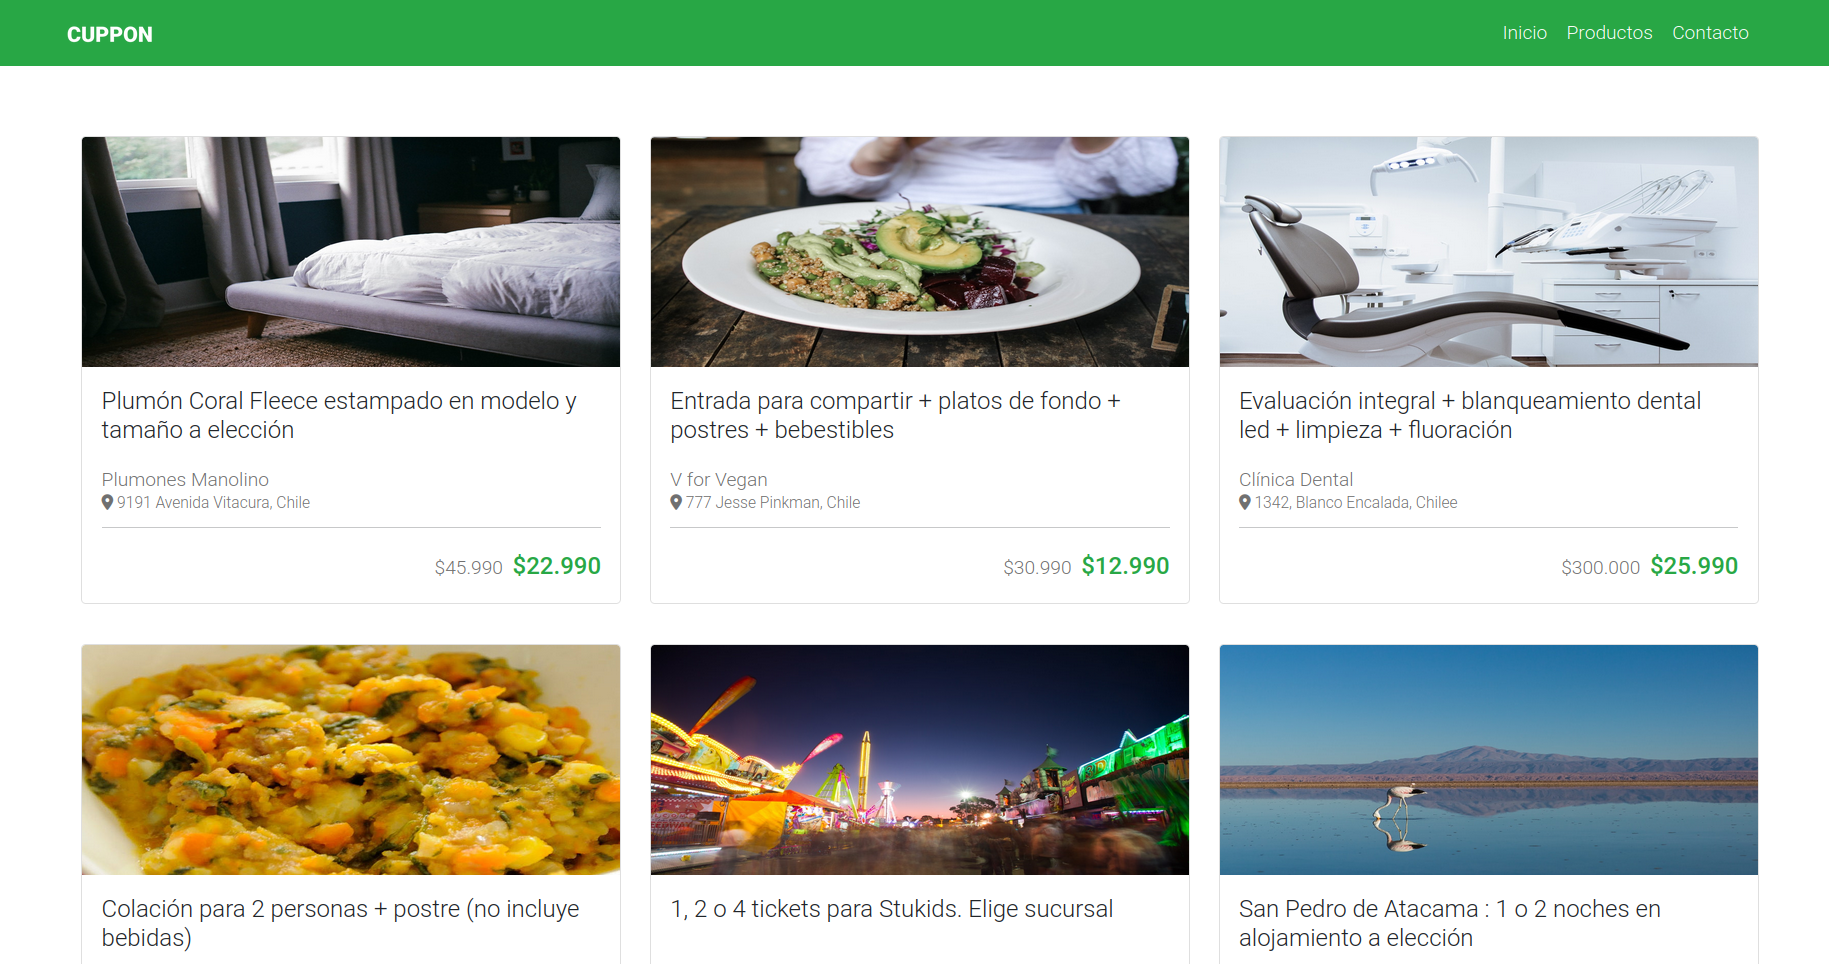 CUPPON
Inicio Productos Contacto
Plumón Coral Fleece estampado en modelo y
tamaño a elección
Plumones Manolino
9191 Avenida Vitacura, Chile
$45.990 $22.990
Entrada para compartir + platos de fondo +
postres + bebestibles
V for Vegan
777 Jesse Pinkman, Chile
$30.990 $12.990
Evaluación integral + blanqueamiento dental
led + limpieza + fluoración
Clínica Dental
1342, Blanco Encalada, Chilee
$300.000 $25.990
Colación para 2 personas + postre (no incluye
bebidas)
1, 2 o 4 tickets para Stukids. Elige sucursal
San Pedro de Atacama : 1 o 2 noches en
alojamiento a elección